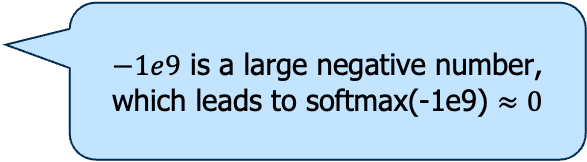 −1e9 is a large negative number,
which leads to softmax(-1e9) ≈ 0